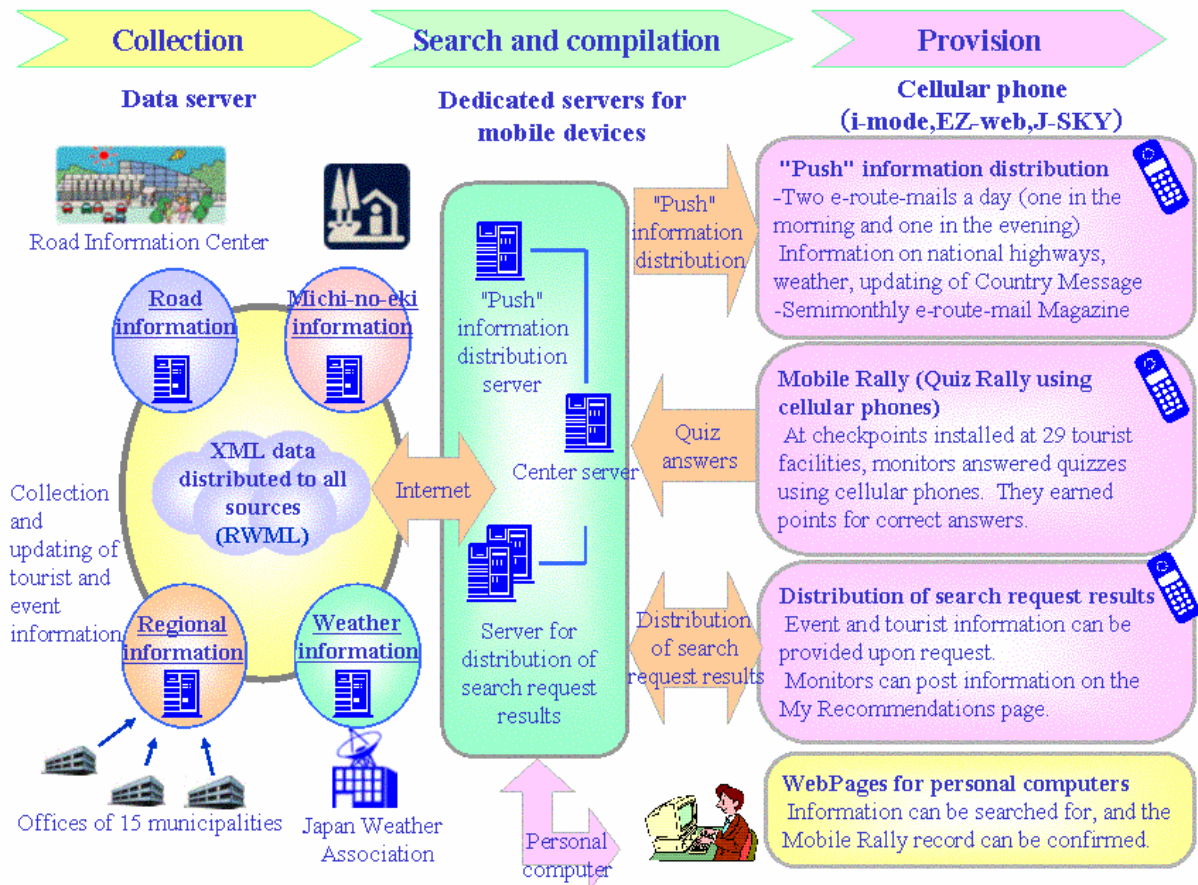 Collection
Search and compilation
Provision
Data server
Dedicated servers for
mobile devices
Cellular phone
(i-mode,EZ-web,J-SKY)
Road Information Center
Road
information
Michi-no-eki
information
XML data
distributed to all
sources
(RWML)
Collection
and
updating of
tourist and
event
information
Regional
information
Weather
information
Offices of 15 municipalities
Japan Weather
Association
Internet
"Push"
information
distribution
server
Center server
Server for
distribution of
search request
results
"Push"
information
distribution
Quiz
answers
Distribution
of search
request results
Personal
computer
"Push" information distribution
-Two e-route-mails a day (one in the
morning and one in the evening)
Information on national highways,
weather, updating of Country Message
-Semimonthly e-route-mail Magazine
Mobile Rally (Quiz Rally using
cellular phones)
At checkpoints installed at 29 tourist
facilities, monitors answered quizzes
using cellular phones. They earned
points for correct answers.
Distribution of search request results
Event and tourist information can be
provided upon request.
Monitors can post information on the
My Recommendations page.
WebPages for personal computers
Information can be searched for, and the
Mobile Rally record can be confirmed.